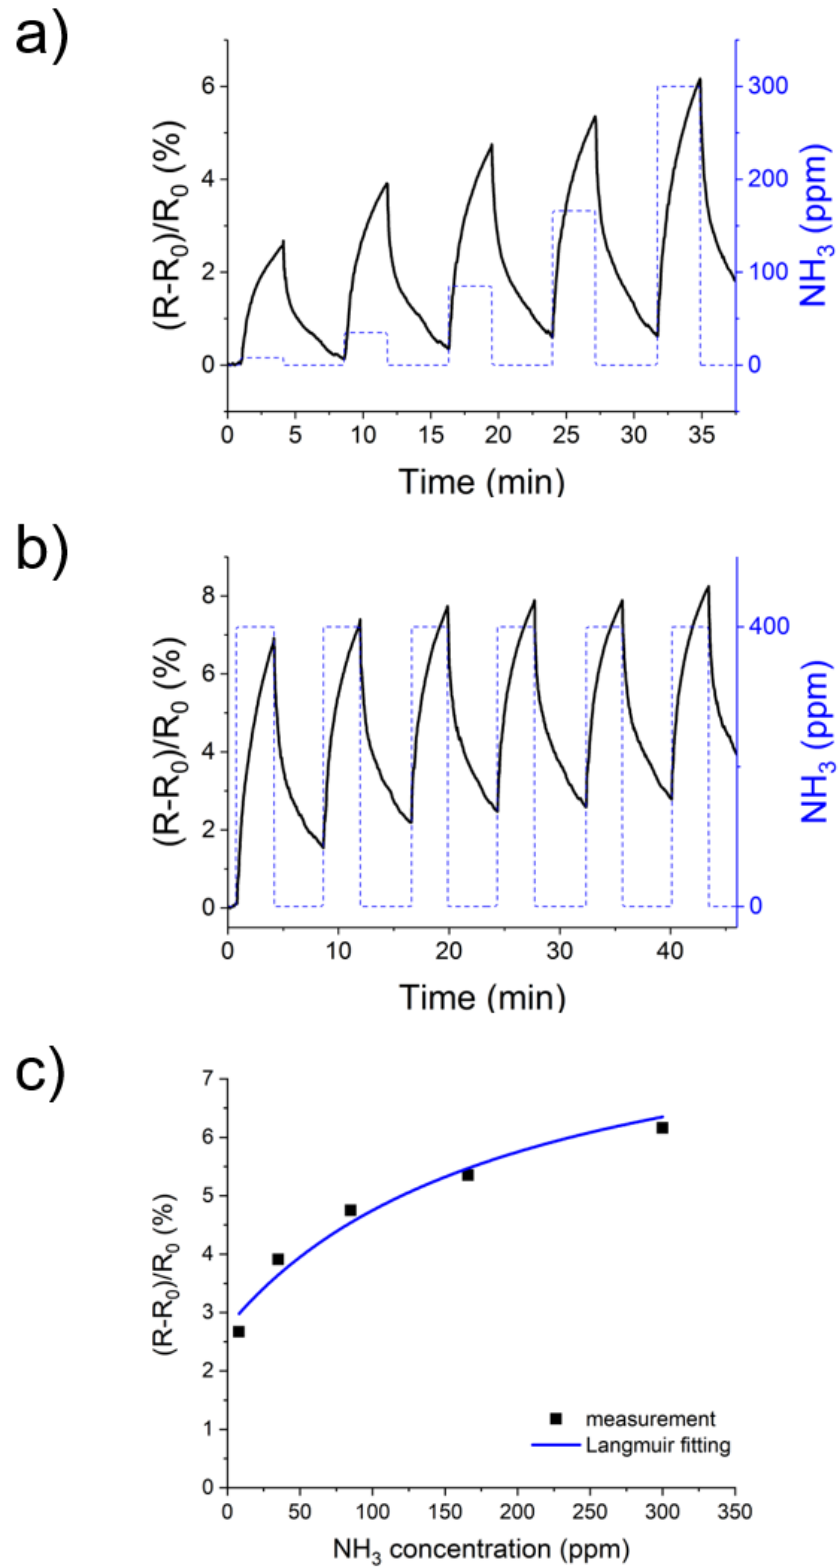 a)
(R-R0)/R0 (%)
6
4
2
0
300
200
100
0
NH3 (ppm)
0 5 10 15 20 25 30 35
Time (min)
b)
(R-R0)/R0 (%)
8
6
4
2
0
400
0
NH3 (ppm)
0 10 20 30 40
Time (min)
c)
(R-R0)/R0 (%)
7
6
5
4
3
2
1
0
measurement
Langmuir fitting
0 50 100 150 200 250 300 350
NH3 concentration (ppm)